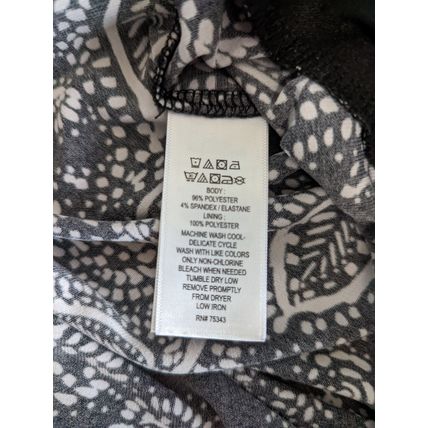 BODY :
96% POLYESTER
4% SPANDEX / ELASTANE
LINING ;
100% POLYESTER
MACHINE WASH COOL-
DELICATE CYCLE
WASH WITH LIKE COLORS
ONLY NON-CHLORINE
BLEACH WHEN NEEDED
TUMBLE DRY LOW
REMOVE PROMPTLY
FROM DRYER
LOW IRON
RN# 75343